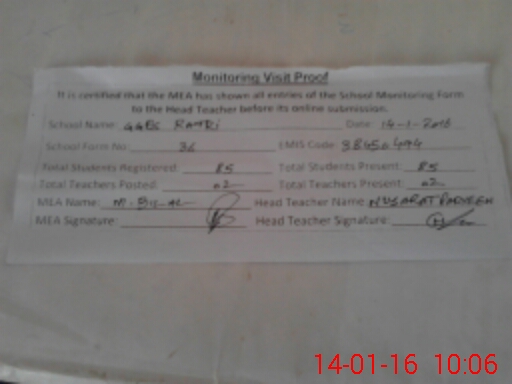 Monitoring Visit Proof
It is certified that the MEA has shown all entries of the School Monitoring Form
to the Head Teacher before its online submission.
School Name: GGPS Date: 14-1-2016
School Form No 36 EMIS Code:
Total Students Registered: 85 Total Students Present: 85
Total Teachers Posted: 02 Total Teachers Present: 02
MEA Name: M. Bilal Head Teacher Name: NUSARAT PARVEEN
MEA Signature: Head Teacher Signature:
14-01-16 10:06